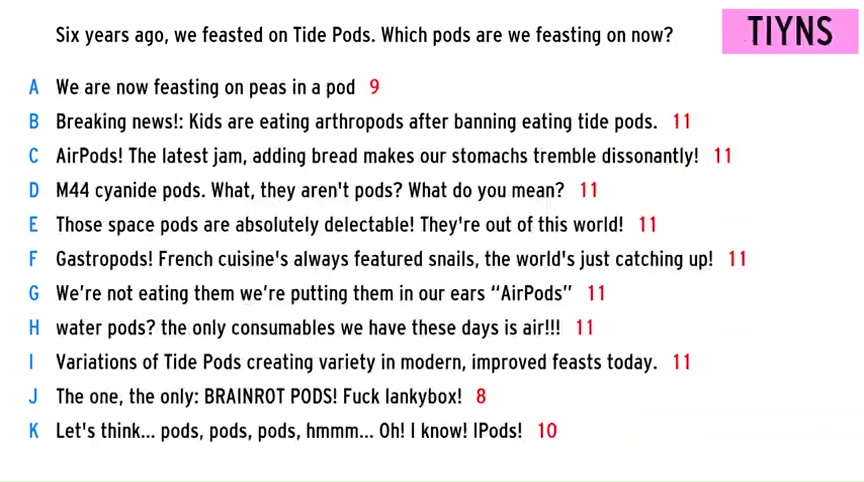 Six years ago, we feasted on Tide Pods. Which pods are we feasting on now?
TIYNS
A We are now feasting on peas in a pod 9
B Breaking news!: Kids are eating arthropods after banning eating tide pods. 11
C AirPods! The latest jam, adding bread makes our stomachs tremble dissonantly! 11
D M44 cyanide pods. What, they aren't pods? What do you mean? 11
E Those space pods are absolutely delectable! They're out of this world! 11
F Gastropods! French cuisine's always featured snails, the world's just catching up! 11
G We're not eating them we're putting them in our ears “AirPods” 11
H water pods? the only consumables we have these days is air!!! 11
I Variations of Tide Pods creating variety in modern, improved feasts today. 11
J The one, the only: BRAINROT PODS! Fuck lankybox! 8
K Let's think... pods, pods, pods, hmmm... Oh! I know! IPods! 10